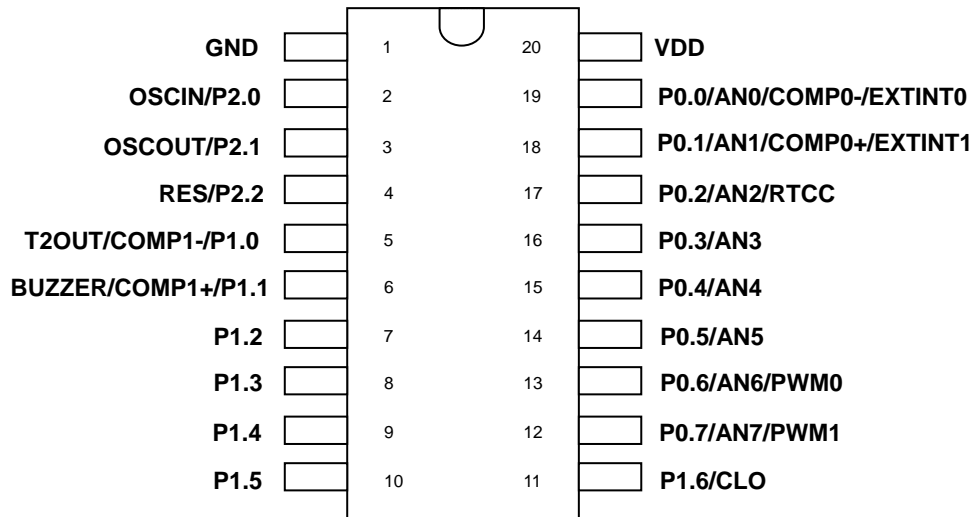 GND 1 20 VDD
OSCIN/P2.0 2 19 P0.0/AN0/COMP0-/EXTINT0
OSCOUT/P2.1 3 18 P0.1/AN1/COMP0+/EXTINT1
RES/P2.2 4 17 P0.2/AN2/RTCC
T2OUT/COMP1-/P1.0 5 16 P0.3/AN3
BUZZER/COMP1+/P1.1 6 15 P0.4/AN4
P1.2 7 14 P0.5/AN5
P1.3 8 13 P0.6/AN6/PWM0
P1.4 9 12 P0.7/AN7/PWM1
P1.5 10 11 P1.6/CLO